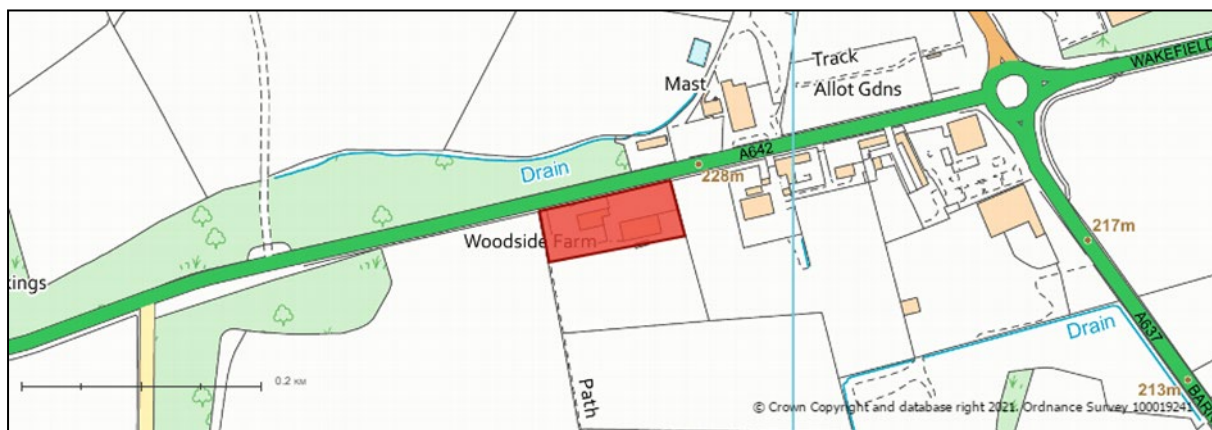 WAKEFIELD
Track
Mast
Allot Gdns
A642
Drain
228m
Woodside Farm
217m
kings
A637
Drain
0.2 KM
Path
213m
BARN
© Crown Copyright and database right 2021. Ordnance Survey 100019241